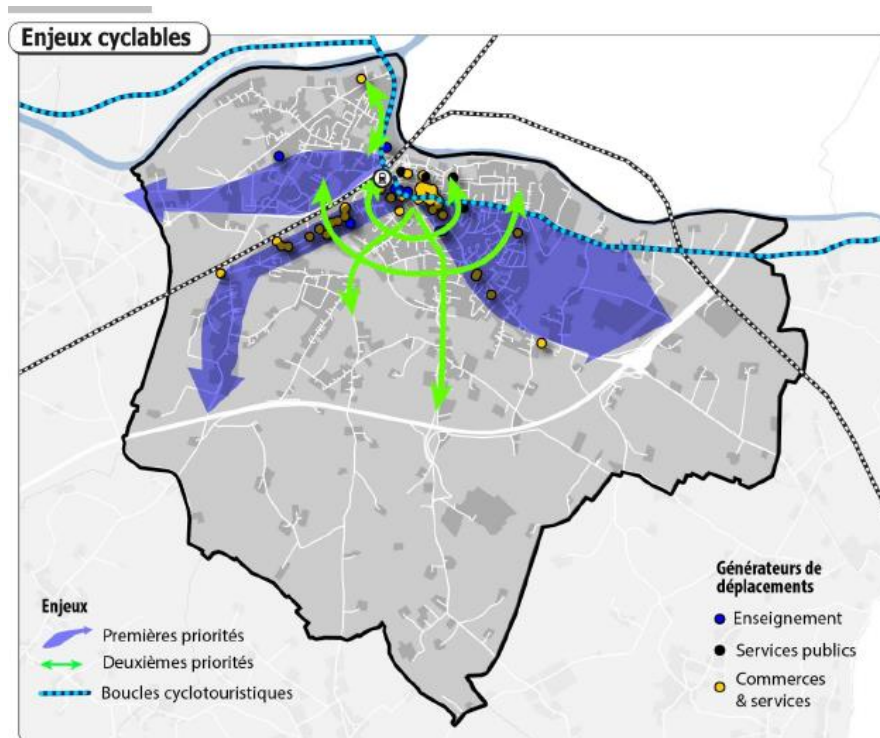 Enjeux cyclables
Enjeux
Premières priorités
Deuxièmes priorités
Boucles cyclotouristiques
Générateurs de
déplacements
Enseignement
Services publics
Commerces
& services